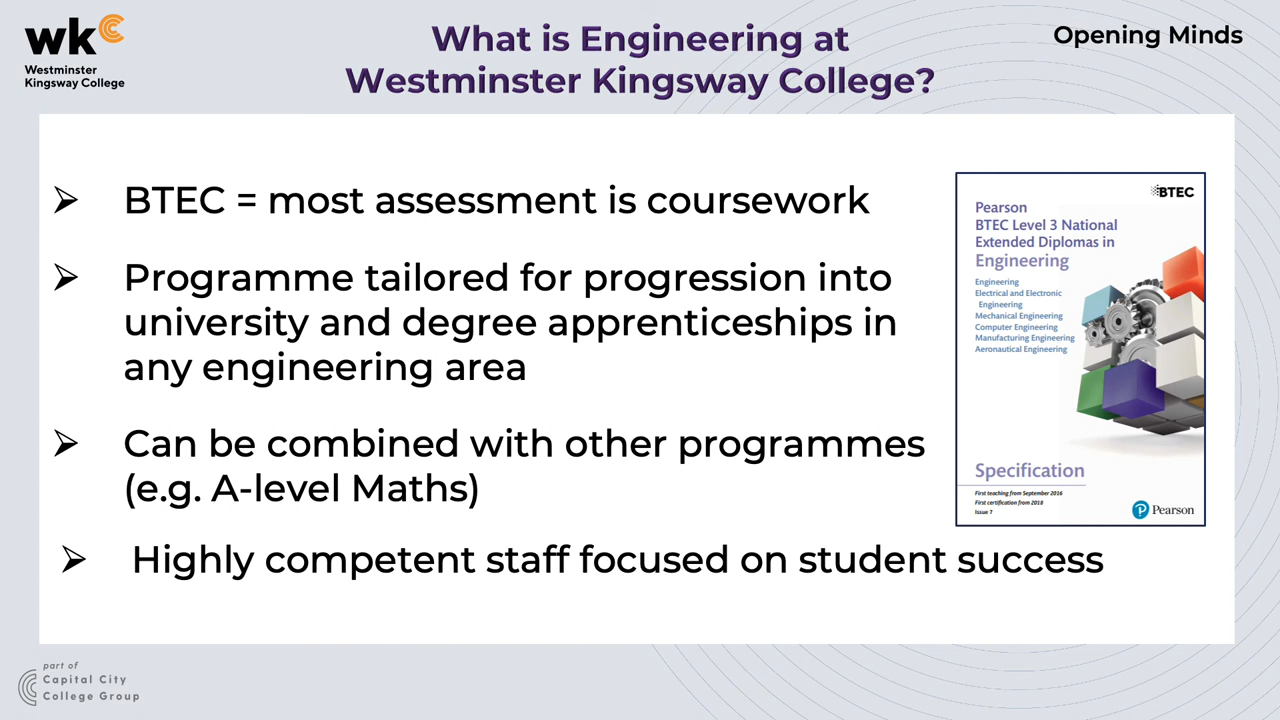 wkc
Westminster
Kingsway College
What is Engineering at
Westminster Kingsway College?
Opening Minds
➢ BTEC = most assessment is coursework
➢ Programme tailored for progression into
university and degree apprenticeships in
any engineering area
➢ Can be combined with other programmes
(e.g. A-level Maths)
➢ Highly competent staff focused on student success
BTEC
Pearson
BTEC Level 3 National
Extended Diplomas in
Engineering
Engineering
Electrical and Electronic
Engineering
Mechanical Engineering
Computer Engineering
Manufacturing Engineering
Aeronautical Engineering
Specification
First teaching from September 2016
First certification from 2018
Issue 7
Pearson
part of
Capital City
College Group